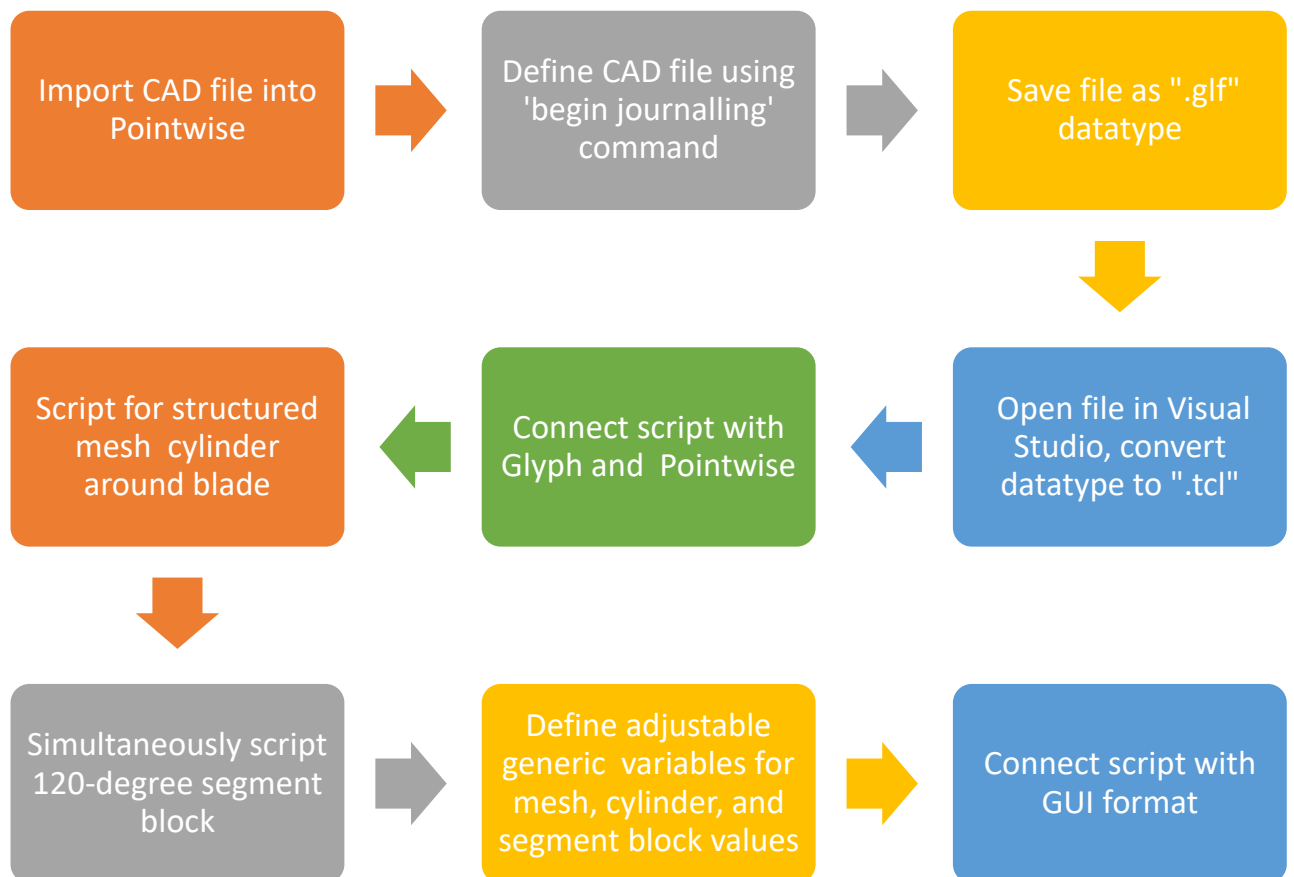 Import CAD file into
Pointwise
Define CAD file using
'begin journalling'
command
Save file as ".glf"
datatype
Open file in Visual
Studio, convert
datatype to ".tcl"
Connect script with
Glyph and  Pointwise
Script for structured
mesh  cylinder
around blade
Simultaneously script
120-degree segment
block
Define adjustable
generic  variables for
mesh, cylinder, and
segment block values
Connect script with
GUI format